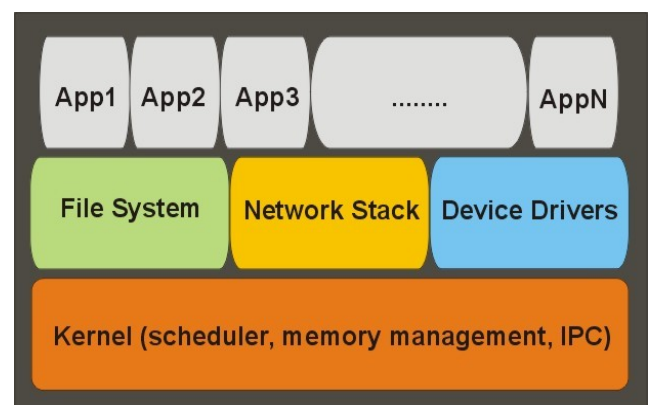 App1 App2 App3 ........ AppN
File System Network Stack Device Drivers
Kernel (scheduler, memory management, IPC)